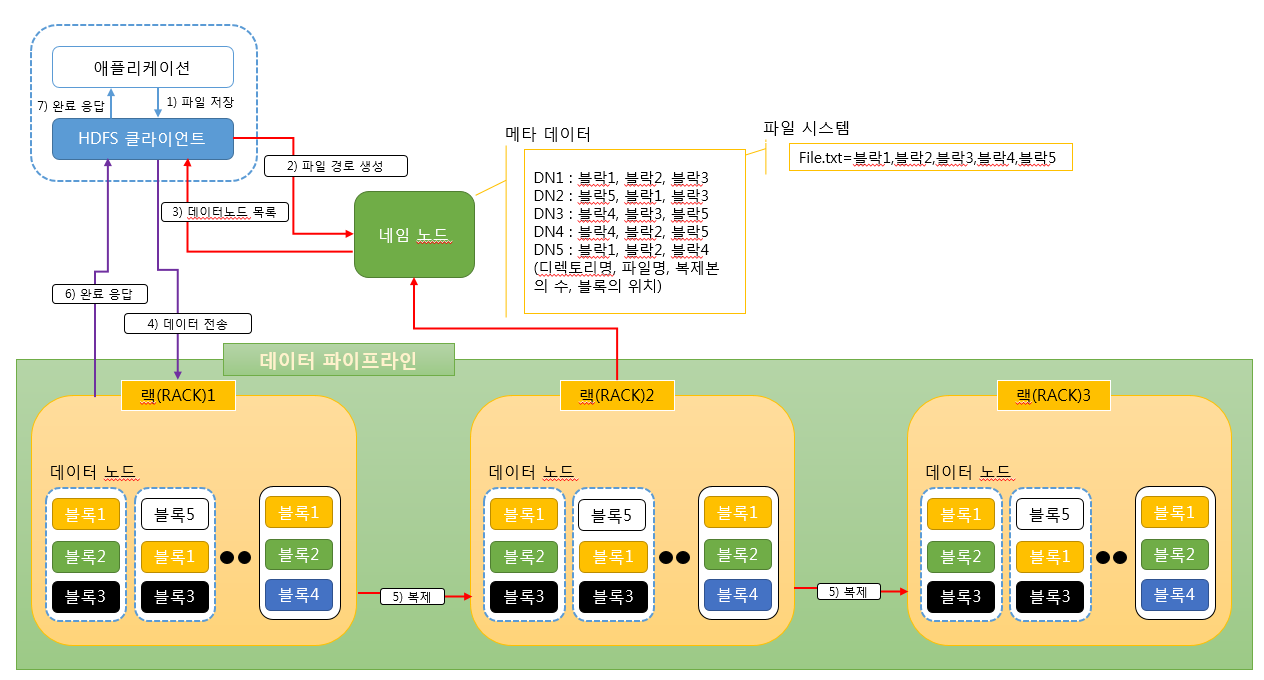 애플리케이션
7) 완료 응답
1) 파일 저장
HDFS 클라이언트
2) 파일 경로 생성
3) 데이터노드 목록
네임 노드
메타 데이터
DN1 : 블락1, 블락2, 블락3
DN2 : 블락5, 블락1, 블락3
DN3 : 블락4, 블락3, 블락5
DN4 : 블락4, 블락2, 블락5
DN5 : 블락1, 블락2, 블락4
(디렉토리명, 파일명, 복제본
의 수, 블록의 위치)
파일 시스템
File.txt=블락1,블락2,블락3,블락4,블락5
6) 완료 응답
4) 데이터 전송
데이터 파이프라인
랙(RACK)1
데이터 노드
블록1
블록2
블록3
블록5
블록1
블록3
블록1
블록2
블록4
5) 복제
랙(RACK)2
데이터 노드
블록1
블록2
블록3
블록5
블록1
블록3
블록1
블록2
블록4
5) 복제
랙(RACK)3
데이터 노드
블록1
블록2
블록3
블록5
블록1
블록3
블록1
블록2
블록4